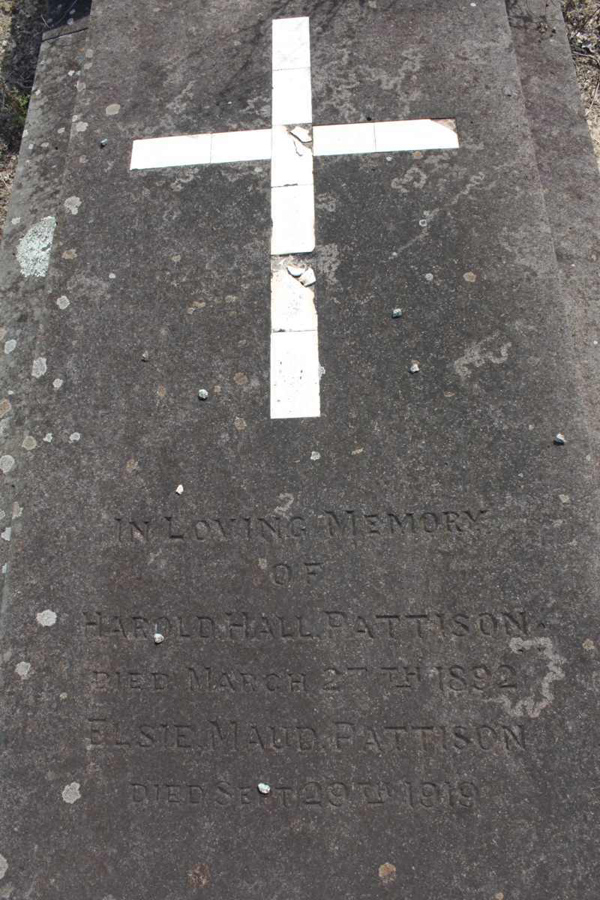 IN LOVING MEMORY
OF
HAROLD HALL PATTISON
DIED MARCH 27TH 1892
ELSIE MAUD PATTISON
DIED SEPT 29TH 1919